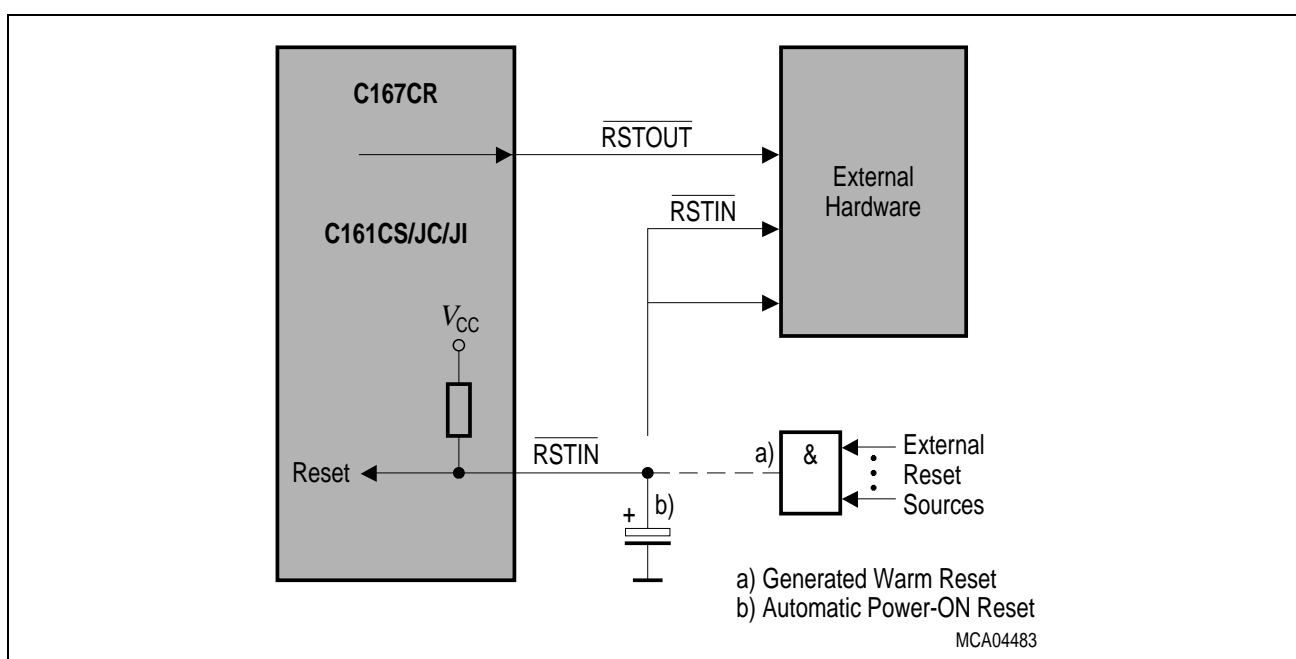 C167CR
RSTOUT
External
Hardware
RSTIN
C161CS/JC/JI
VCC
Reset
RSTIN
a)
&
External
Reset
Sources
+
b)
a) Generated Warm Reset
b) Automatic Power-ON Reset
MCA04483